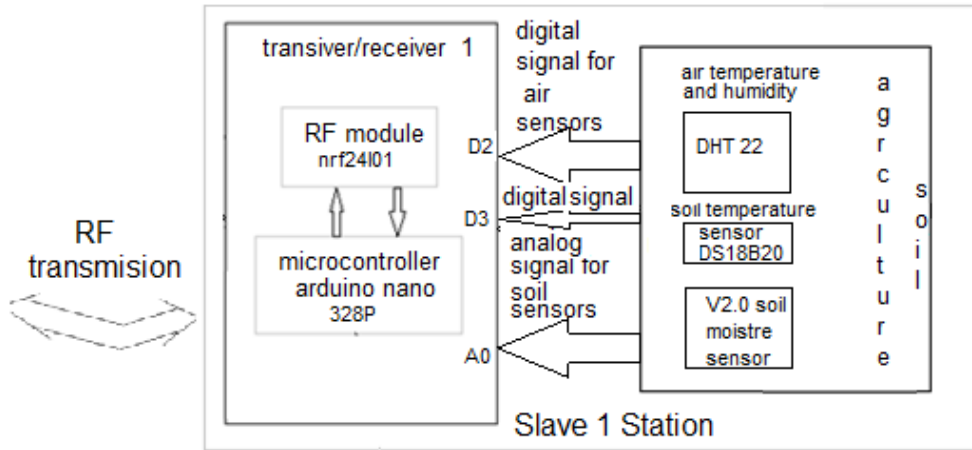 transiver/receiver 1
RF module
nrf24l01
microcontroller
arduino nano
328P
RF
transmision
digital
signal for
air
sensors
D2
digital signal
D3
analog
signal for
soil
sensors
A0
air temperature
and humidity
DHT 22
soil temperature
sensor
DS18B20
V2.0 soil
moistre
sensor
agrculture
soil
Slave 1 Station